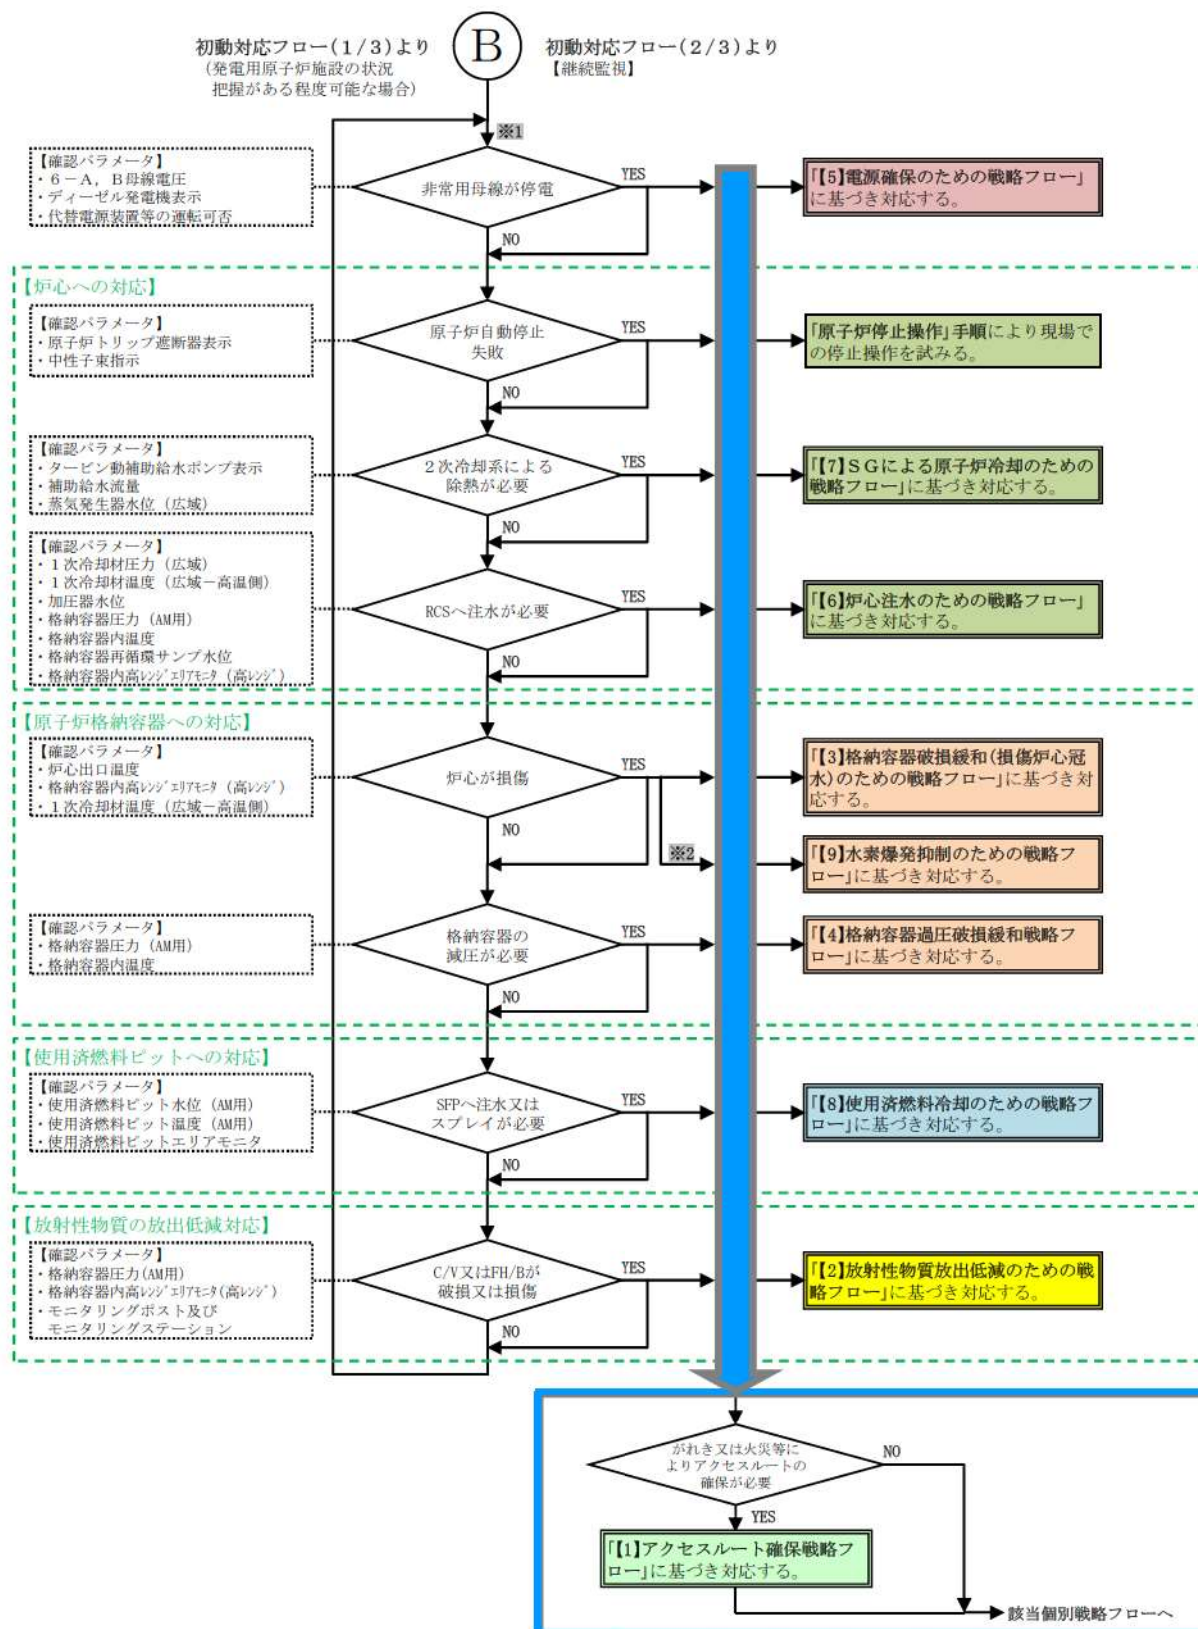 初動対応フロー(1/3)より
(発電用原子炉施設の状況
把握がある程度可能な場合)
B
初動対応フロー(2/3)より
【継続監視】
※1
【確認パラメータ】
・6－A，B母線電圧
・ディーゼル発電機表示
・代替電源装置等の運転可否
非常用母線が停電
YES
NO
「【5】電源確保のための戦略フロー」
に基づき対応する。
【炉心への対応】
【確認パラメータ】
・原子炉トリップ遮断器表示
・中性子束指示
原子炉自動停止
失敗
YES
NO
「原子炉停止操作」手順により現場で
の停止操作を試みる。
【確認パラメータ】
・タービン動補助給水ポンプ表示
・補助給水流量
・蒸気発生器水位（広域）
2次冷却系による
除熱が必要
YES
NO
「【7】SGによる原子炉冷却のための
戦略フロー」に基づき対応する。
【確認パラメータ】
・1次冷却材圧力（広域）
・1次冷却材温度（広域－高温側）
・加圧器水位
・格納容器圧力（AM用）
・格納容器内温度
・格納容器再循環サンプ水位
・格納容器内高ﾚﾝｼﾞｴﾘｱﾓﾆﾀ（高ﾚﾝｼﾞ）
RCSへ注水が必要
YES
NO
「【6】炉心注水のための戦略フロー」
に基づき対応する。
【原子炉格納容器への対応】
【確認パラメータ】
・炉心出口温度
・格納容器内高ﾚﾝｼﾞｴﾘｱﾓﾆﾀ（高ﾚﾝｼﾞ）
・1次冷却材温度（広域－高温側）
炉心が損傷
YES
NO
「【3】格納容器破損緩和(損傷炉心冠
水)のための戦略フロー」に基づき対
応する。
※2
「【9】水素爆発抑制のための戦略フ
ロー」に基づき対応する。
【確認パラメータ】
・格納容器圧力（AM用）
・格納容器内温度
格納容器の
減圧が必要
YES
NO
「【4】格納容器過圧破損緩和戦略フ
ロー」に基づき対応する。
【使用済燃料ピットへの対応】
【確認パラメータ】
・使用済燃料ピット水位（AM用）
・使用済燃料ピット温度（AM用）
・使用済燃料ピットエリアモニタ
SFPへ注水又は
スプレイが必要
YES
NO
「【8】使用済燃料冷却のための戦略フ
ロー」に基づき対応する。
【放射性物質の放出低減対応】
【確認パラメータ】
・格納容器圧力(AM用)
・格納容器内高ﾚﾝｼﾞｴﾘｱﾓﾆﾀ(高ﾚﾝｼﾞ)
・モニタリングポスト及び
モニタリングステーション
C/V又はFH/Bが
破損又は損傷
YES
NO
「【2】放射性物質放出低減のための戦
略フロー」に基づき対応する。
がれき又は火災等に
よりアクセスルートの
確保が必要
NO
YES
「【1】アクセスルート確保戦略フ
ロー」に基づき対応する。
該当個別戦略フローへ